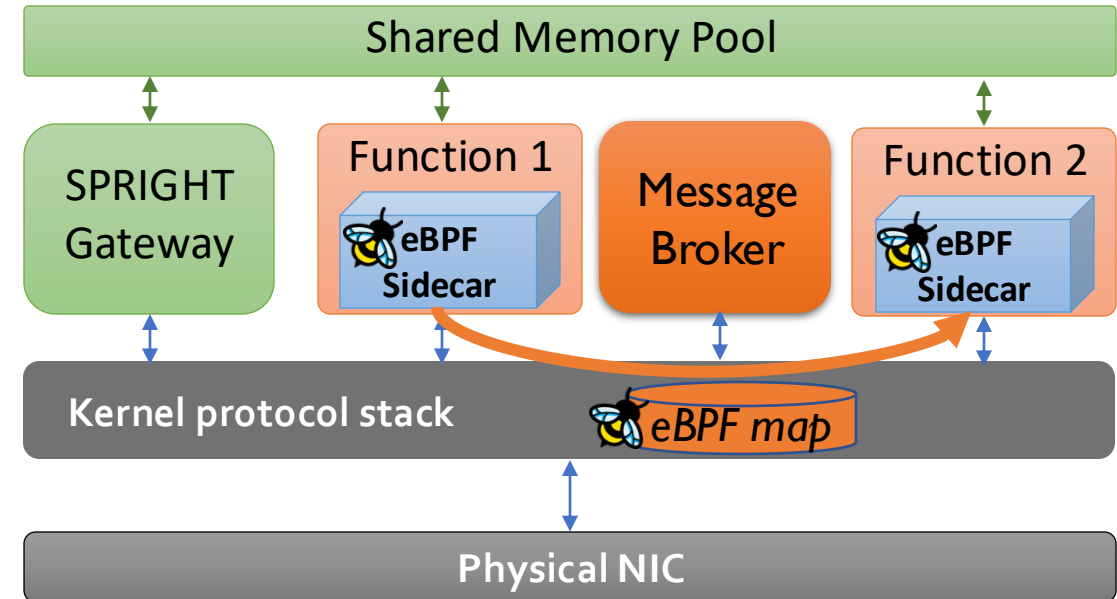 Shared Memory Pool
SPRIGHT
Gateway
Function 1
eBPF
Sidecar
Message
Broker
Function 2
eBPF
Sidecar
Kernel protocol stack
eBPF map
Physical NIC